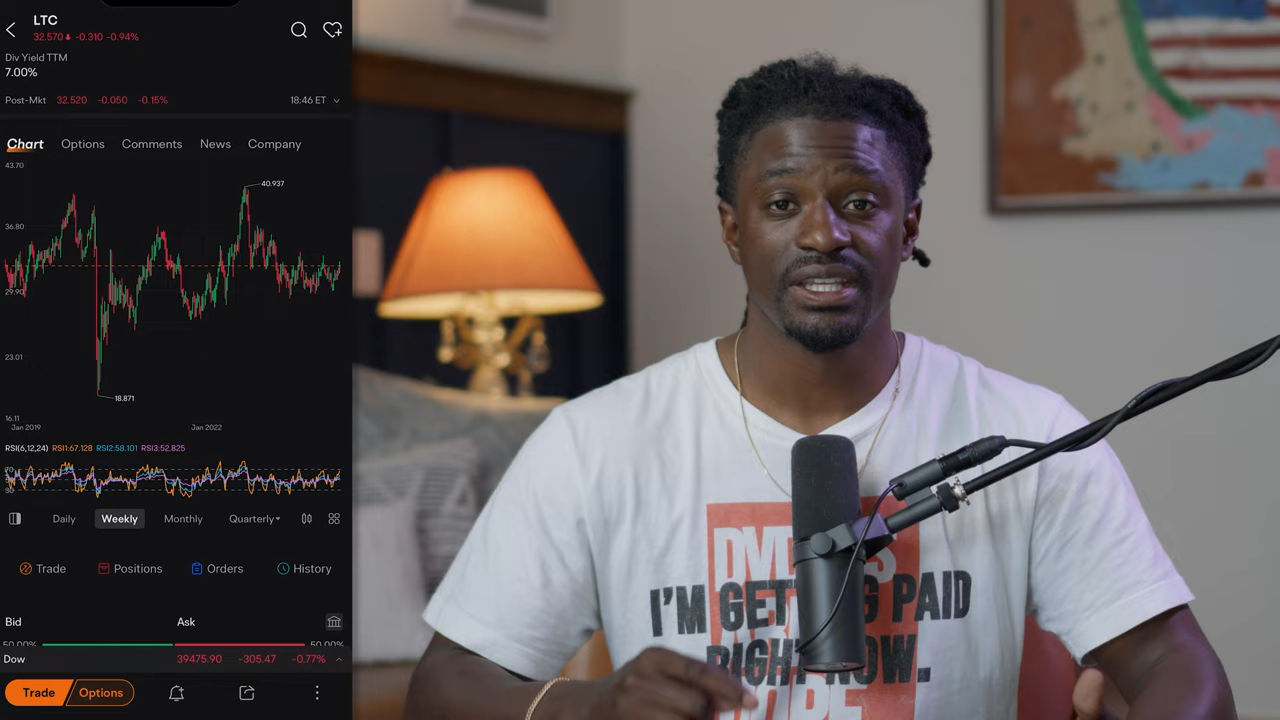 LTC
32.570 -0.310 -0.94%
Div Yield TTM
7.00%
Post-Mkt 32.520 -0.050 -0.15% 18:46 ET
Chart Options Comments News Company
43.70
40.937
36.80
29.90
23.01
18.871
16.11
Jan 2019 Jan 2022
RSI(6,12,24) RSI1:67.128 RSI2:58.101 RSI3:52.825
Daily Weekly Monthly Quarterly
Trade Positions Orders History
Bid Ask
50.00% 50.00%
Dow 39475.90 -305.47 -0.77%
Trade Options
I'M PAID